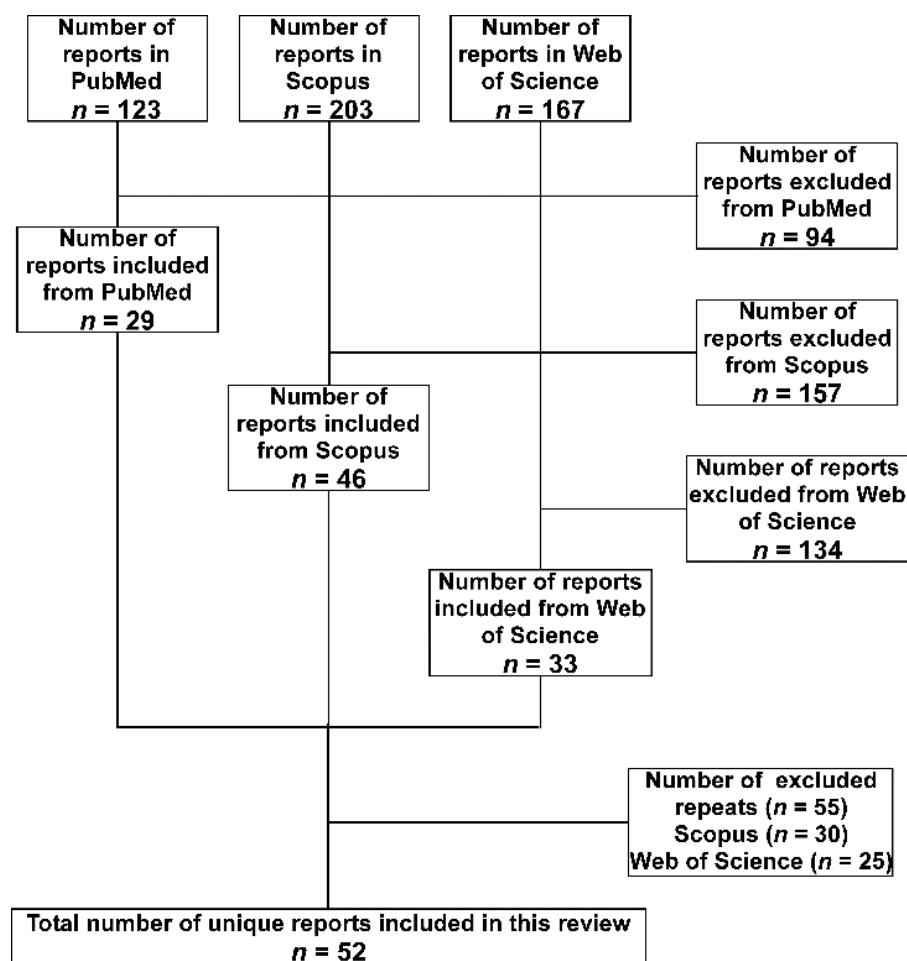 Number of
reports in
PubMed
n = 123
Number of
reports in
Scopus
n = 203
Number of
reports in Web
of Science
n = 167
Number of
reports excluded
from PubMed
n = 94
Number of
reports included
from PubMed
n = 29
Number of
reports excluded
from Scopus
n = 157
Number of
reports included
from Scopus
n = 46
Number of reports
excluded from Web
of Science
n = 134
Number of reports
included from Web
of Science
n = 33
Number of excluded
repeats (n = 55)
Scopus (n = 30)
Web of Science (n = 25)
Total number of unique reports included in this review
n = 52